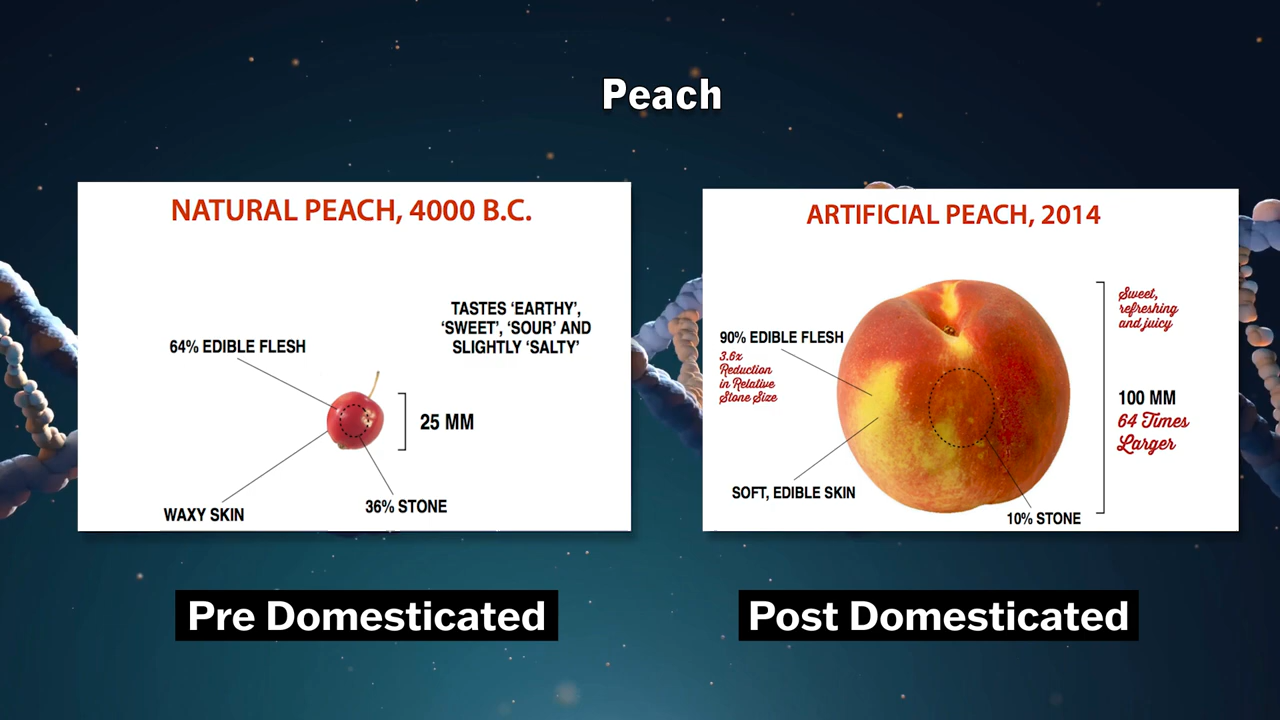 Peach
NATURAL PEACH, 4000 B.C.
TASTES ‘EARTHY’,
‘SWEET’, ‘SOUR’ AND
SLIGHTLY ‘SALTY’
64% EDIBLE FLESH
25 MM
36% STONE
WAXY SKIN
Pre Domesticated
ARTIFICIAL PEACH, 2014
Sweet,
refreshing
and juicy
90% EDIBLE FLESH
3.6x
Reduction
in Relative
Stone Size
100 MM
64 Times
Larger
SOFT, EDIBLE SKIN
10% STONE
Post Domesticated